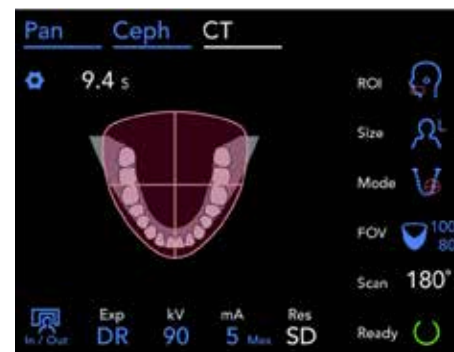 Pan Ceph CT
9.4 s
ROI
Size L
Mode
FOV 100 80
Scan 180°
In / Out
Exp kV mA Res
DR 90 5 Max SD
Ready